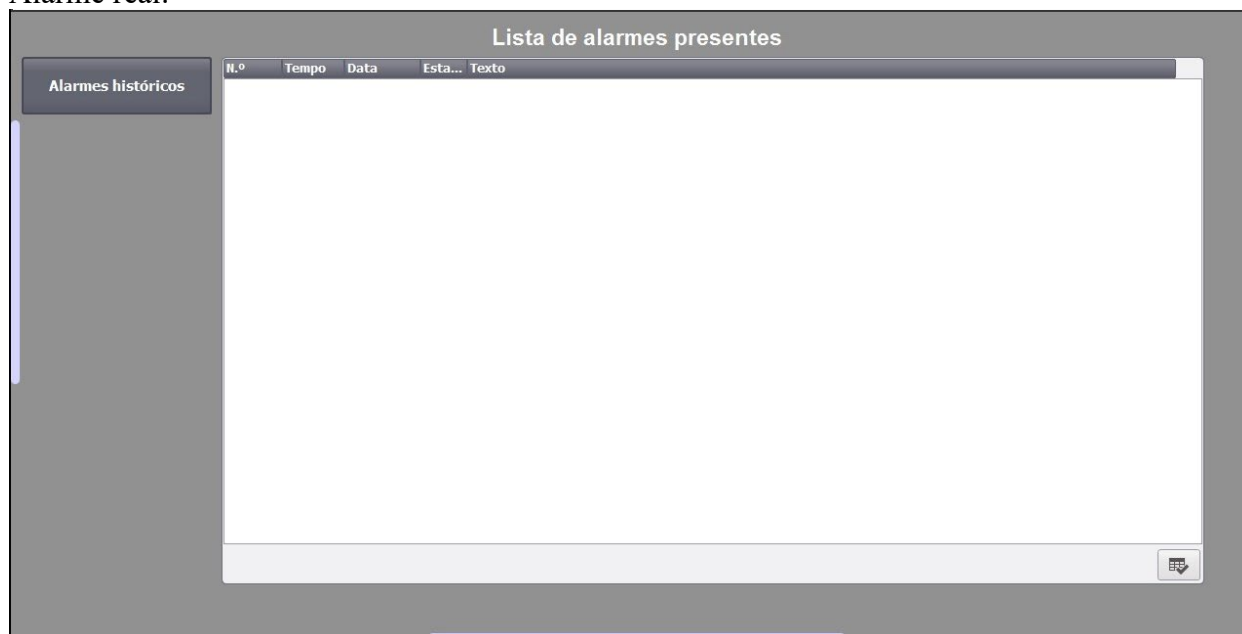 Alarme real.
Lista de alarmes presentes
Alarmes históricos
N.º Tempo Data Esta... Texto